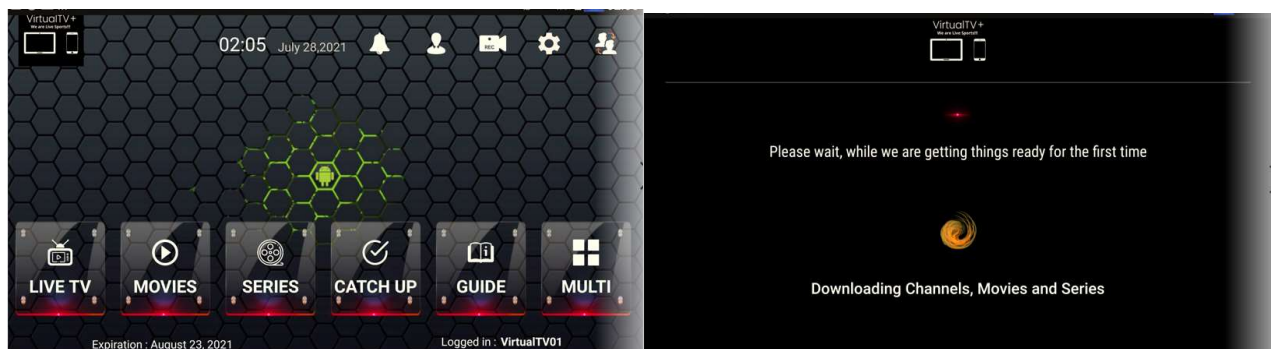 VirtualTV+
We are Live Sports!!
02:05 July 28,2021
REC
LIVE TV
MOVIES
SERIES
CATCH UP
GUIDE
MULTI
Expiration : August 23, 2021
Logged in : VirtualTV01
VirtualTV+
We are Live Sports!!
Please wait, while we are getting things ready for the first time
Downloading Channels, Movies and Series